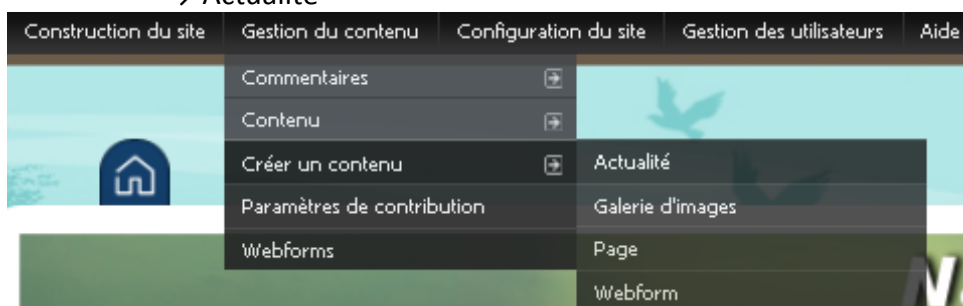 → Actualité
Construction du site Gestion du contenu Configuration du site Gestion des utilisateurs Aide
Commentaires
Contenu
Créer un contenu
Paramètres de contribution
Webforms
Actualité
Galerie d'images
Page
Webform